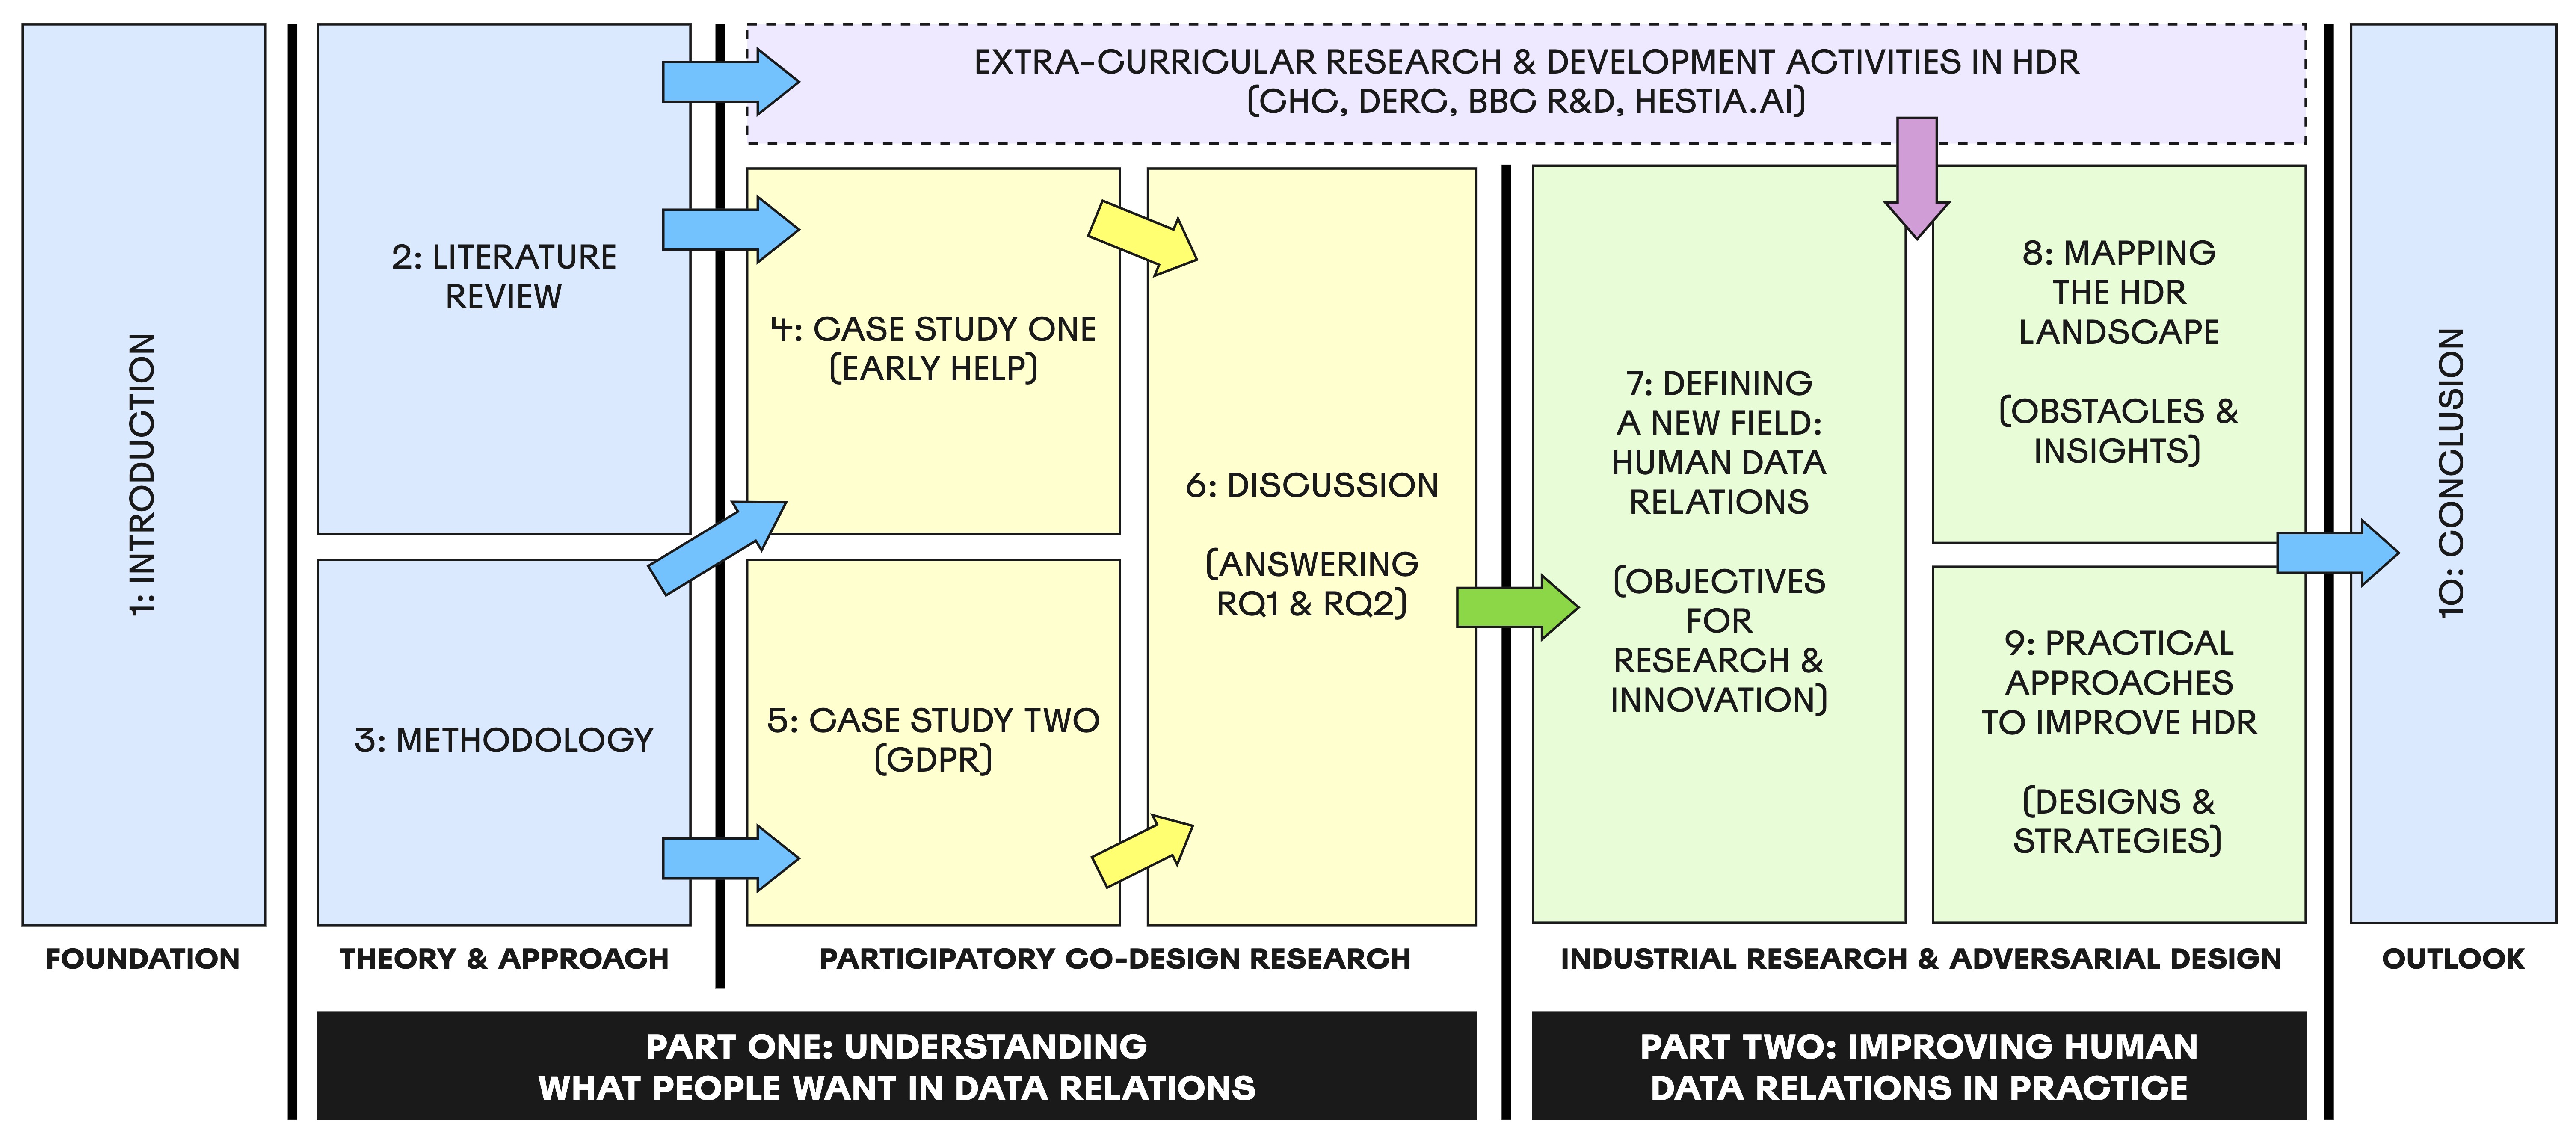 1: INTRODUCTION
2: LITERATURE
REVIEW
3: METHODOLOGY
EXTRA-CURRICULAR RESEARCH & DEVELOPMENT ACTIVITIES IN HDR
(CHC, DERC, BBC R&D, HESTIA.AI)
4: CASE STUDY ONE
(EARLY HELP)
5: CASE STUDY TWO
(GDPR)
6: DISCUSSION
(ANSWERING
RQ1 & RQ2)
7: DEFINING
A NEW FIELD:
HUMAN DATA
RELATIONS
(OBJECTIVES
FOR
RESEARCH &
INNOVATION)
8: MAPPING
THE HDR
LANDSCAPE
(OBSTACLES &
INSIGHTS)
9: PRACTICAL
APPROACHES
TO IMPROVE HDR
(DESIGNS &
STRATEGIES)
10: CONCLUSION
FOUNDATION
THEORY & APPROACH
PARTICIPATORY CO-DESIGN RESEARCH
INDUSTRIAL RESEARCH & ADVERSARIAL DESIGN
OUTLOOK
PART ONE: UNDERSTANDING
WHAT PEOPLE WANT IN DATA RELATIONS
PART TWO: IMPROVING HUMAN
DATA RELATIONS IN PRACTICE